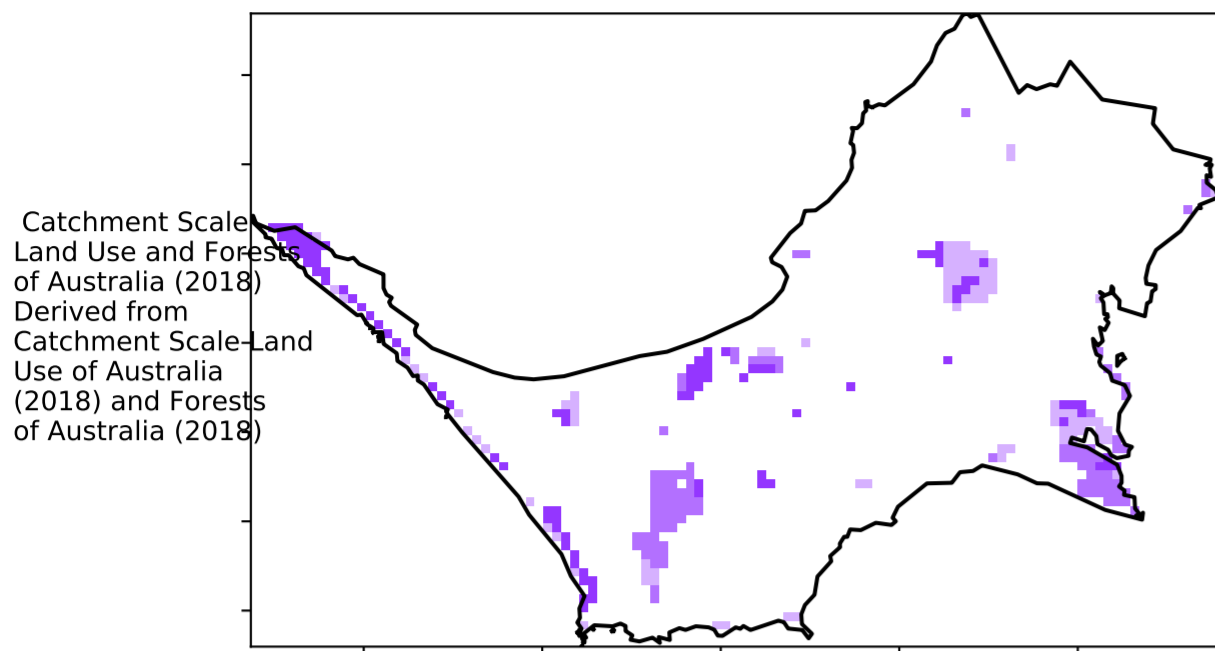 Catchment Scale
Land Use and Forests
of Australia (2018)
Derived from
Catchment Scale Land
Use of Australia
(2018) and Forests
of Australia (2018)